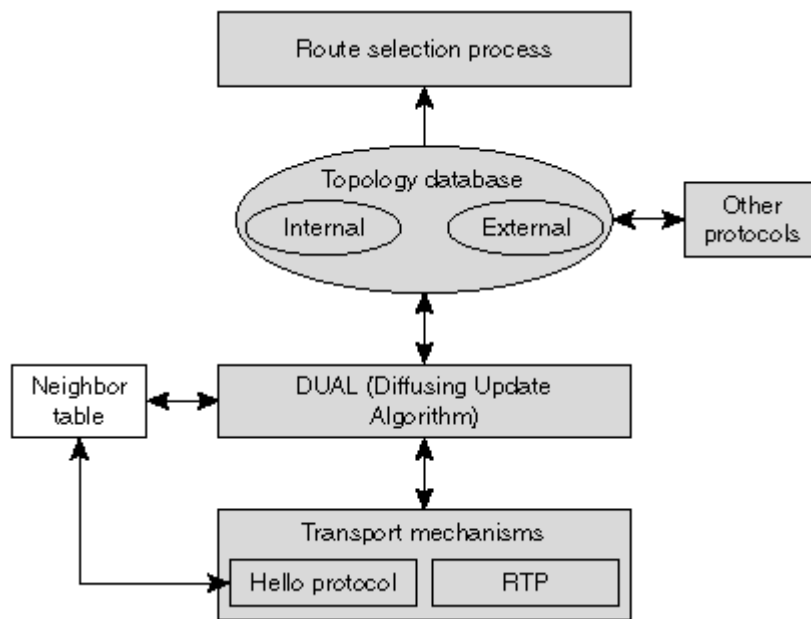 Route selection process
Topology database
Internal
External
Other
protocols
Neighbor
table
DUAL (Diffusing Update
Algorithm)
Transport mechanisms
Hello protocol
RTP